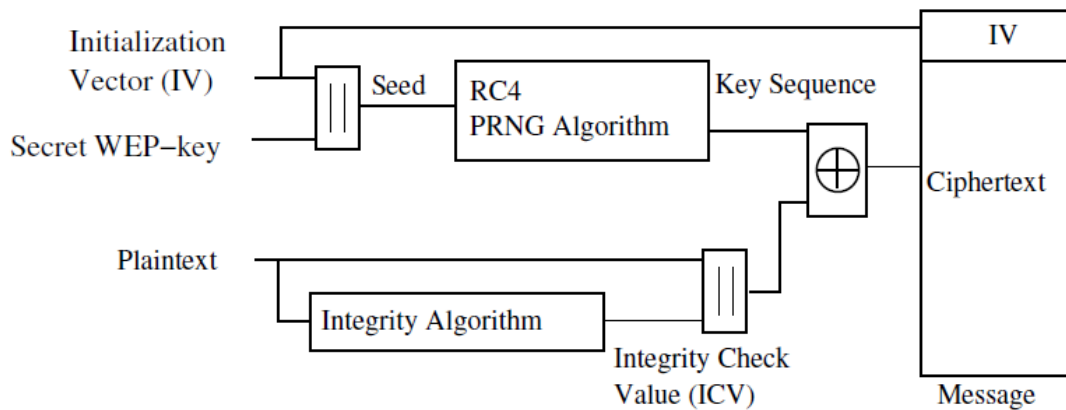 Initialization
Vector (IV)
Secret WEP-key
||
Seed
RC4
PRNG Algorithm
Key Sequence
IV
Ciphertext
Plaintext
Integrity Algorithm
||
Integrity Check
Value (ICV)
Message